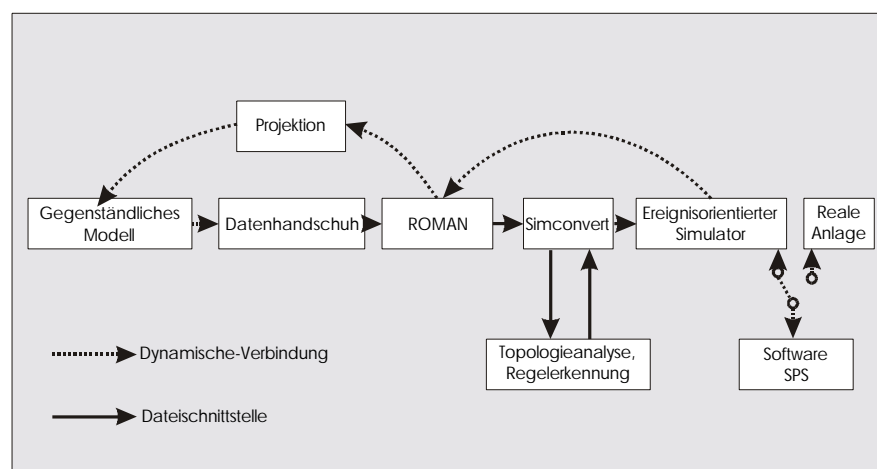 Projektion
Gegenständliches
Modell
Datenhandschuh
ROMAN
Simconvert
Ereignisorientierter
Simulator
Reale
Anlage
Topologieanalyse,
Regelerkennung
Software
SPS
Dynamische-Verbindung
Dateischnittstelle